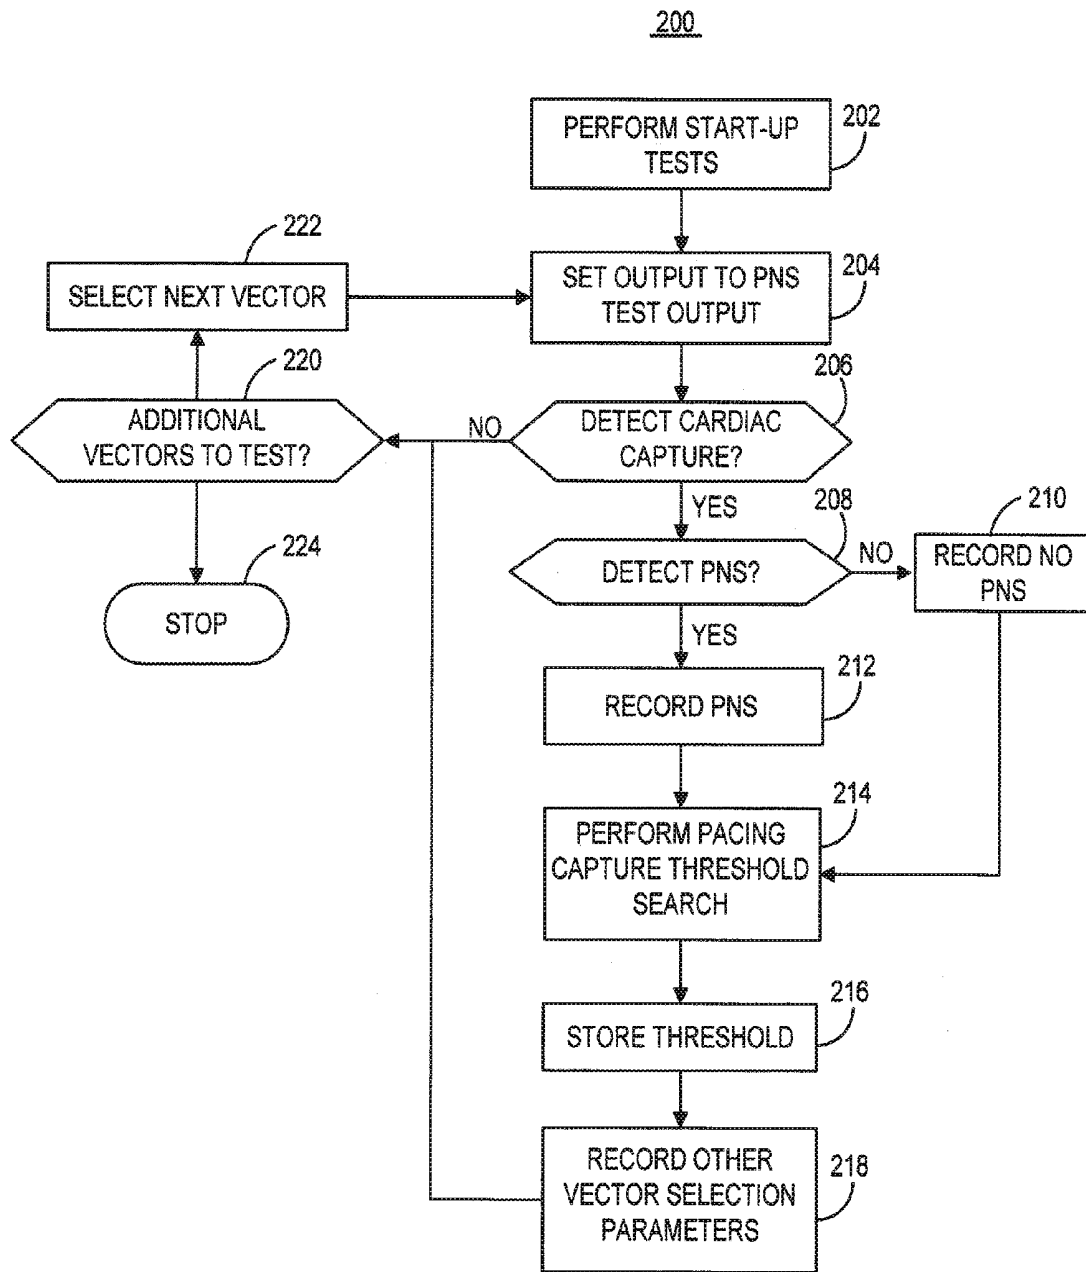 200
PERFORM START-UP
TESTS
202
222
SELECT NEXT VECTOR
SET OUTPUT TO PNS
TEST OUTPUT
204
220
ADDITIONAL
VECTORS TO TEST?
NO
206
DETECT CARDIAC
CAPTURE?
YES
208
DETECT PNS?
NO
210
RECORD NO
PNS
224
STOP
YES
212
RECORD PNS
214
PERFORM PACING
CAPTURE THRESHOLD
SEARCH
216
STORE THRESHOLD
RECORD OTHER
VECTOR SELECTION
PARAMETERS
218